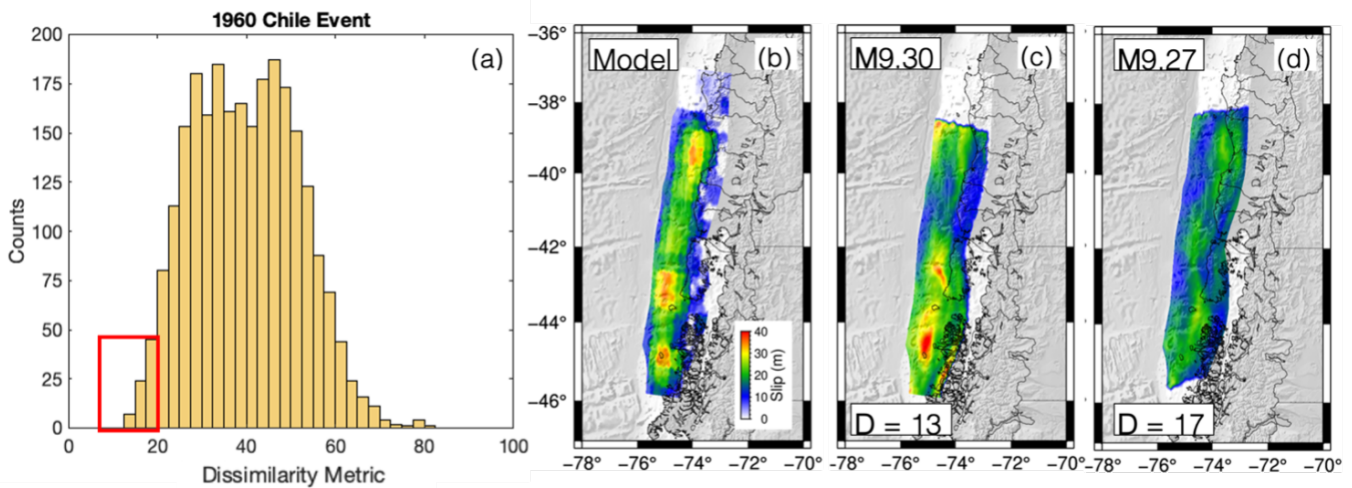 1960 Chile Event
(a)
200
175
150
125
100
75
50
25
0
Counts
0 20 40 60 80 100
Dissimilarity Metric
Model
(b)
−36°
−38°
−40°
−42°
−44°
−46°
40
30
20
10
0
Slip (m)
−78° −76° −74° −72° −70°
M9.30
(c)
D = 13
−78° −76° −74° −72° −70°
M9.27
(d)
D = 17
−78° −76° −74° −72° −70°